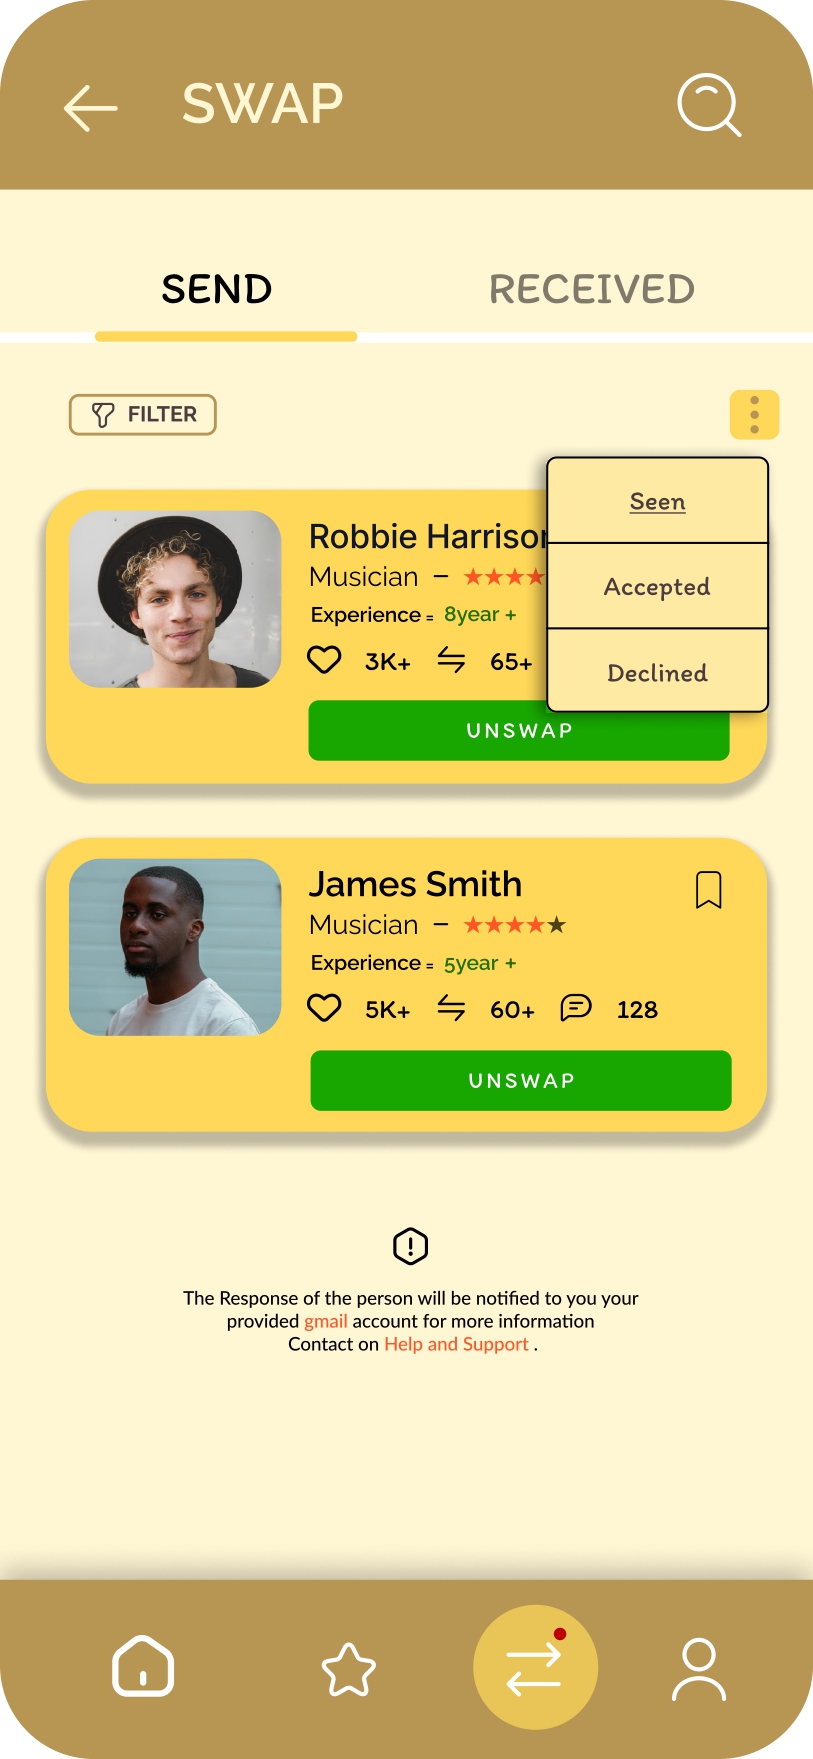 SWAP
SEND RECEIVED
FILTER
Seen
Accepted
Declined
Robbie Harrison
Musician –
Experience = 8year +
3K+ 65+
UNSWAP
James Smith
Musician –
Experience = 5year +
5K+ 60+ 128
UNSWAP
The Response of the person will be notified to you your
provided gmail account for more information
Contact on Help and Support .